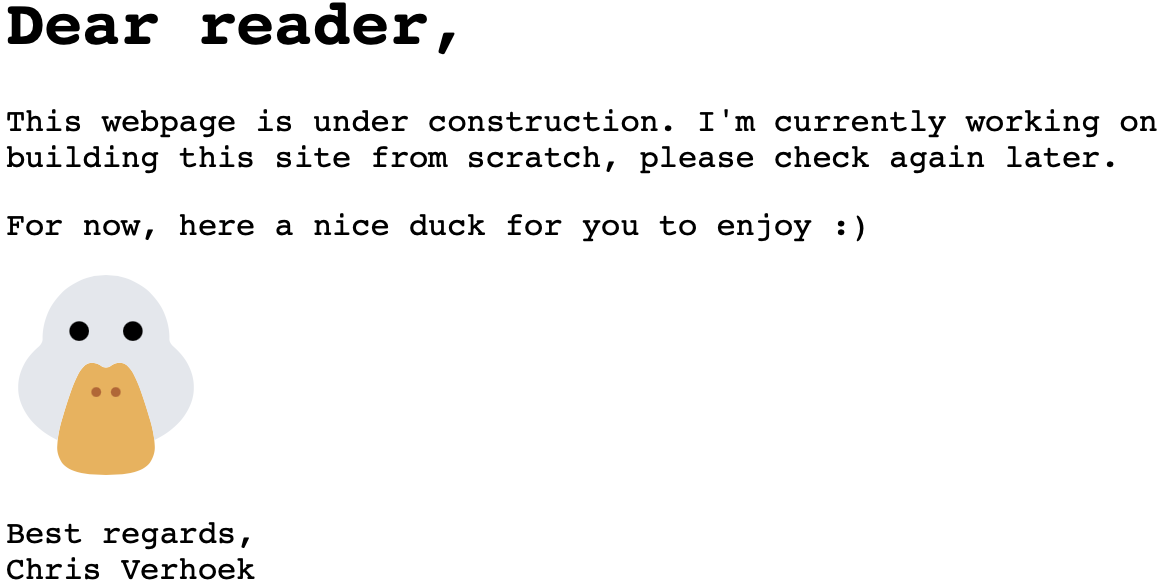 Dear reader,
This webpage is under construction. I'm currently working on
building this site from scratch, please check again later.
For now, here a nice duck for you to enjoy :)
Best regards,
Chris Verhoek